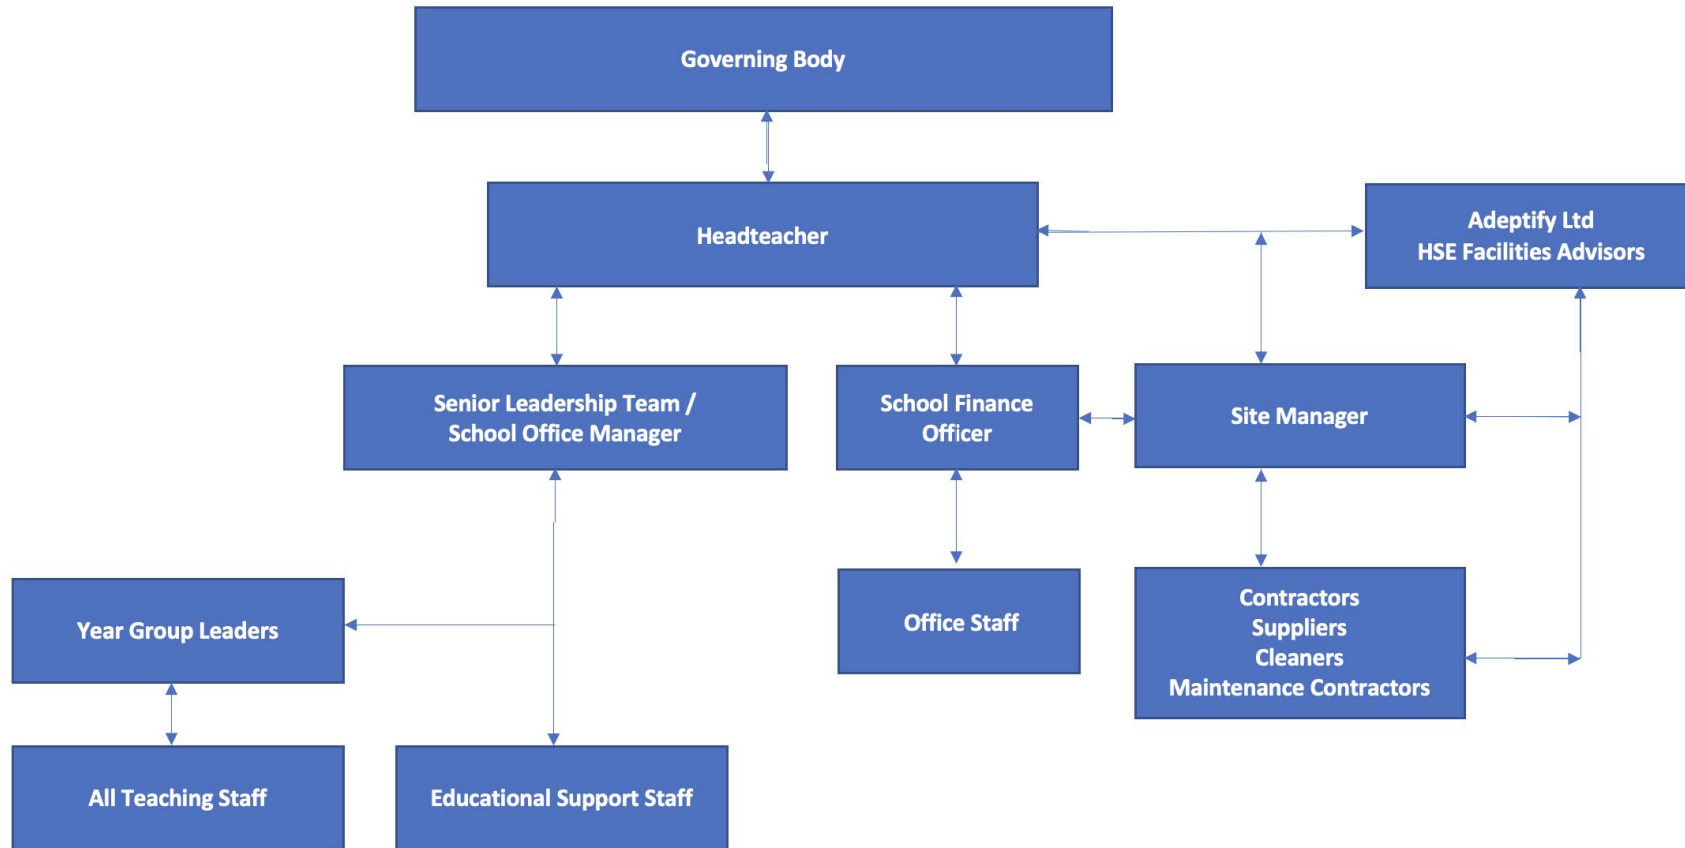 Governing Body
Headteacher
Adeptify Ltd
HSE Facilities Advisors
Senior Leadership Team /
School Office Manager
School Finance
Officer
Site Manager
Year Group Leaders
Office Staff
Contractors
Suppliers
Cleaners
Maintenance Contractors
All Teaching Staff
Educational Support Staff